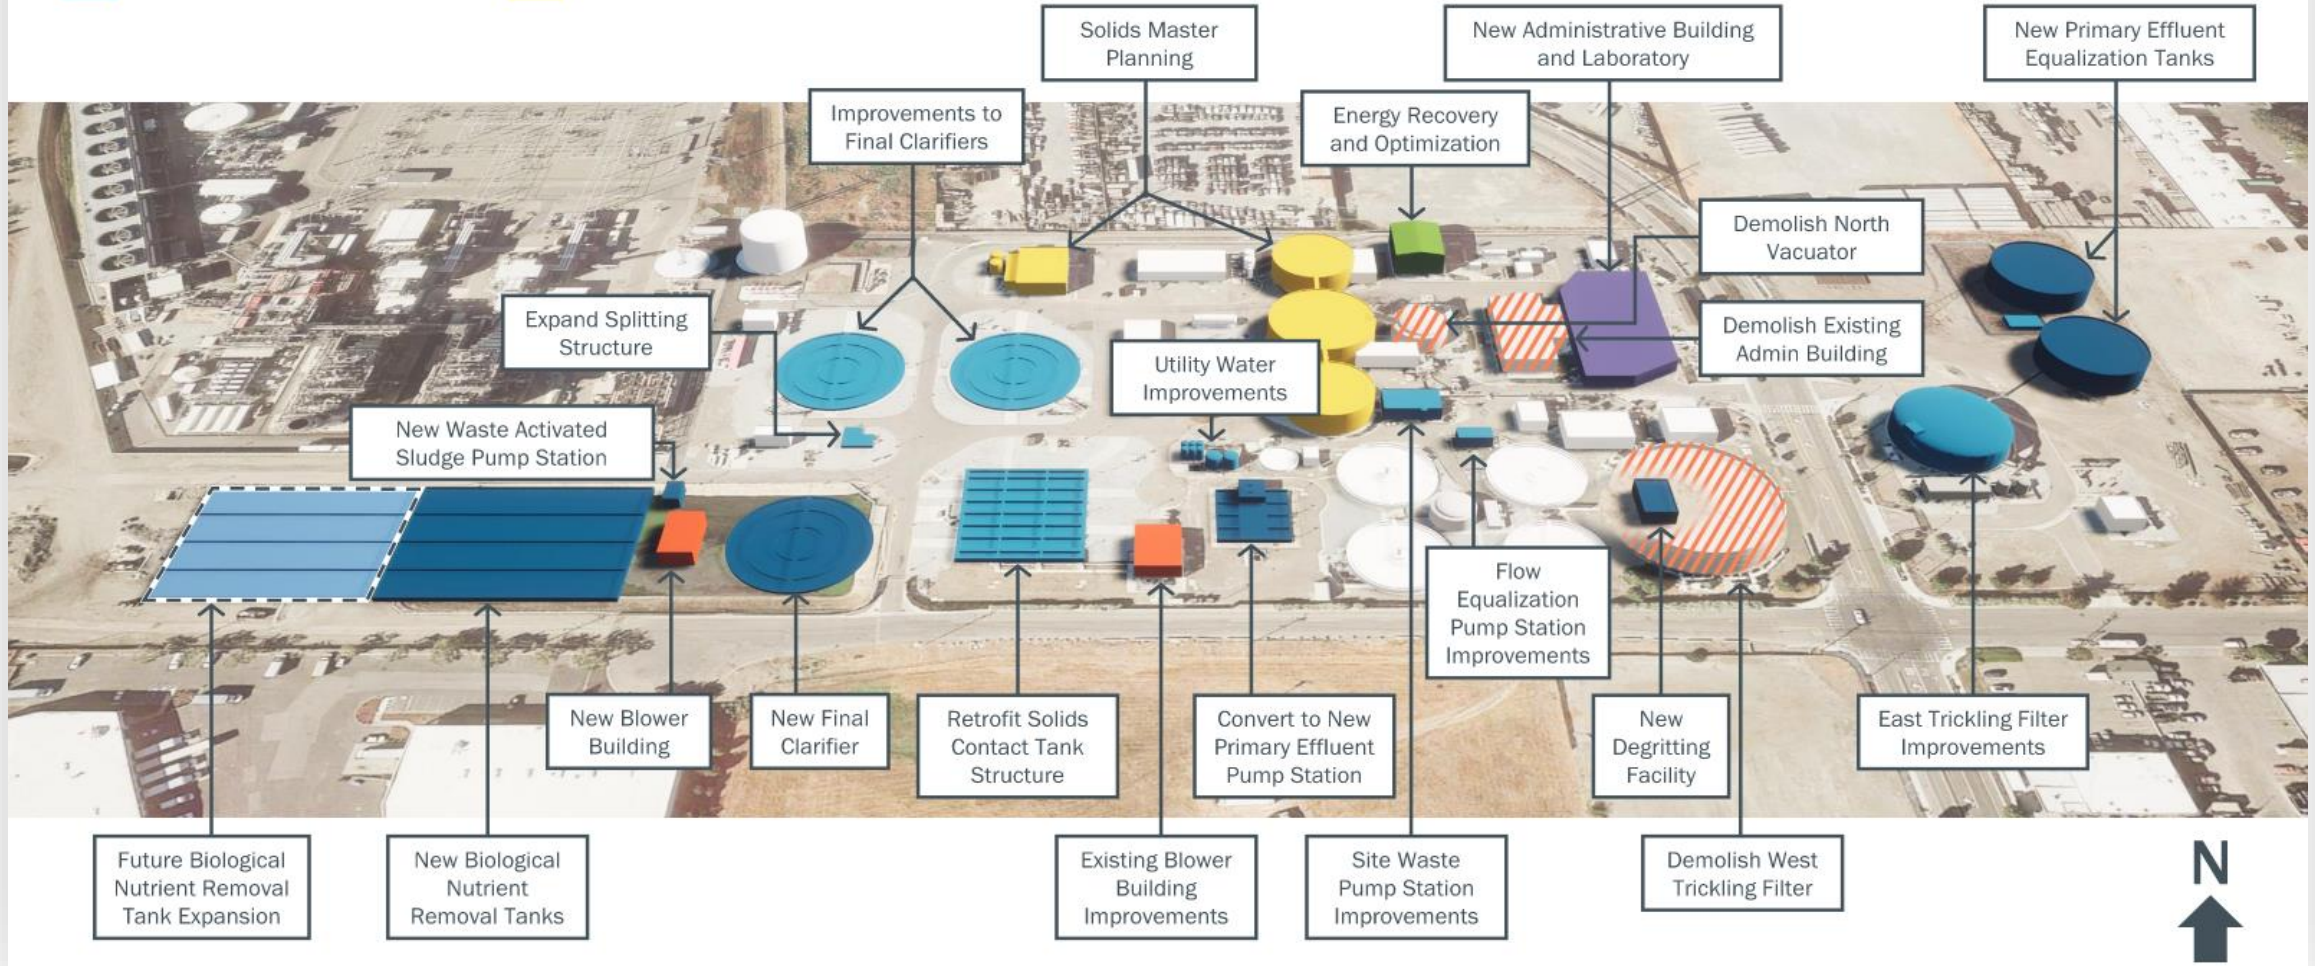 Solids Master
Planning
New Administrative Building
and Laboratory
New Primary Effluent
Equalization Tanks
Improvements to
Final Clarifiers
Energy Recovery
and Optimization
Demolish North
Vacuator
Expand Splitting
Structure
Demolish Existing
Admin Building
Utility Water
Improvements
New Waste Activated
Sludge Pump Station
Flow
Equalization
Pump Station
Improvements
New Blower
Building
New Final
Clarifier
Retrofit Solids
Contact Tank
Structure
Convert to New
Primary Effluent
Pump Station
New
Degritting
Facility
East Trickling Filter
Improvements
Future Biological
Nutrient Removal
Tank Expansion
New Biological
Nutrient
Removal Tanks
Existing Blower
Building
Improvements
Site Waste
Pump Station
Improvements
Demolish West
Trickling Filter
N